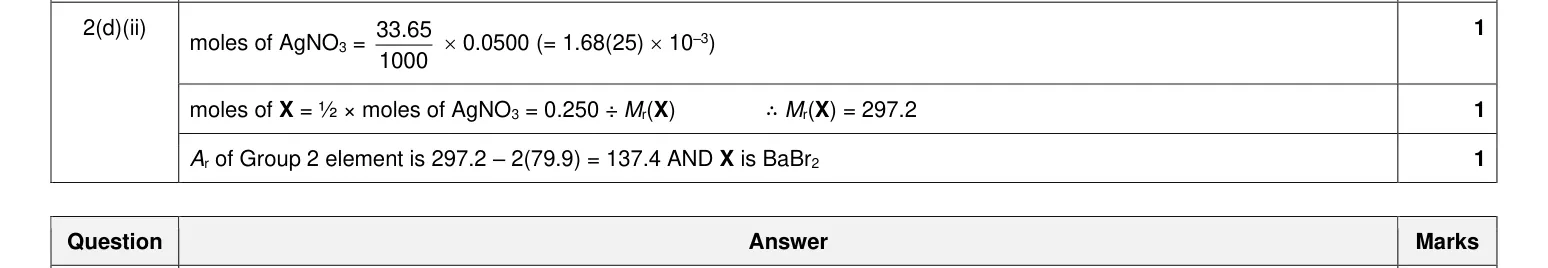 2(d)(ii)
moles of AgNO₃ = 33.65/1000 × 0.0500 (= 1.68(25) × 10⁻³)
1
moles of X = ½ × moles of AgNO₃ = 0.250 ÷ Mᵣ(X) ∴ Mᵣ(X) = 297.2
1
Aᵣ of Group 2 element is 297.2 – 2(79.9) = 137.4 AND X is BaBr₂
1
Question Answer Marks